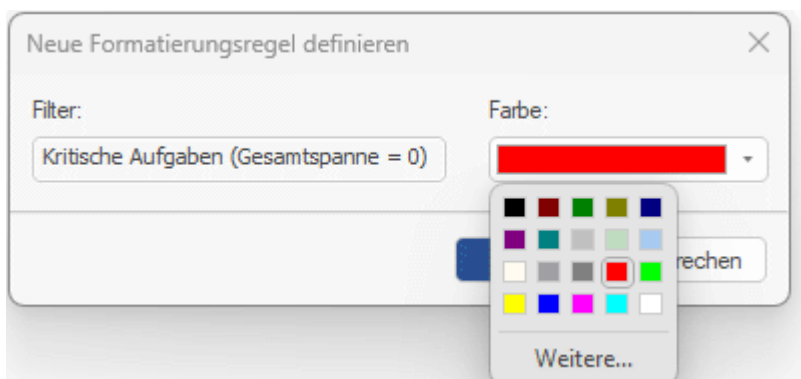 Neue Formatierungsregel definieren
Filter:
Farbe:
Kritische Aufgaben (Gesamtspanne = 0)
rechen
Weitere...